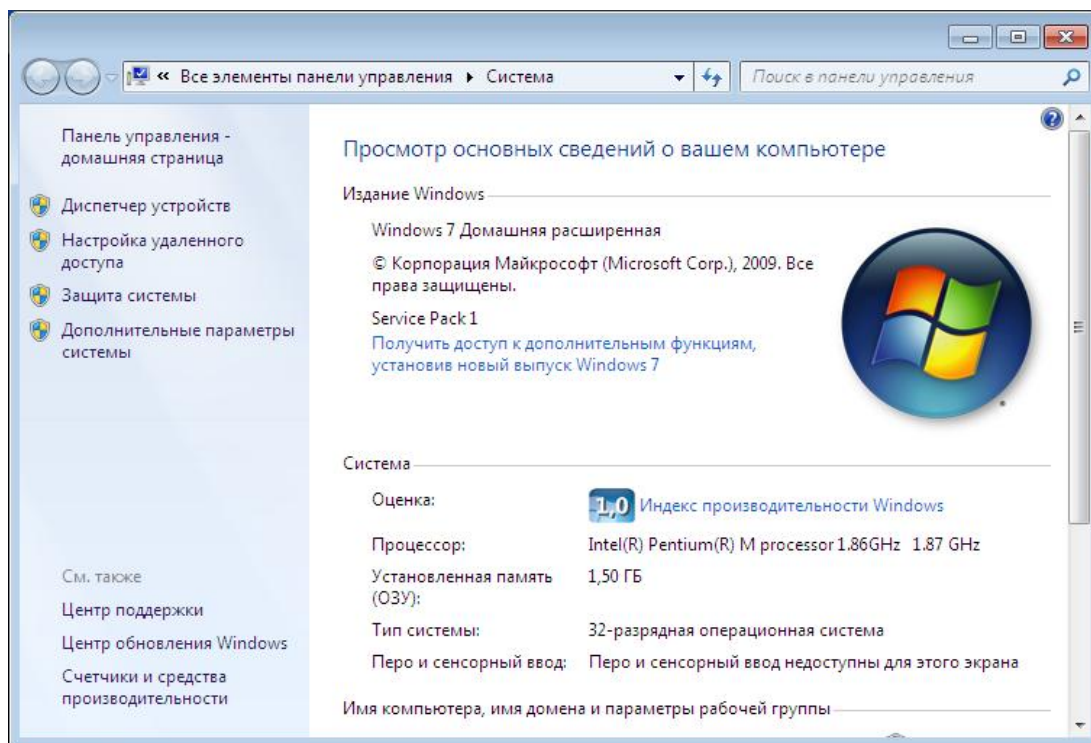 « Все элементы панели управления ▸ Система
Поиск в панели управления
Панель управления -
домашняя страница
Диспетчер устройств
Настройка удаленного
доступа
Защита системы
Дополнительные параметры
системы
См. также
Центр поддержки
Центр обновления Windows
Счетчики и средства
производительности
Просмотр основных сведений о вашем компьютере
Издание Windows
Windows 7 Домашняя расширенная
© Корпорация Майкрософт (Microsoft Corp.), 2009. Все
права защищены.
Service Pack 1
Получить доступ к дополнительным функциям,
установив новый выпуск Windows 7
Система
Оценка: 1,0 Индекс производительности Windows
Процессор: Intel(R) Pentium(R) M processor 1.86GHz 1.87 GHz
Установленная память 1,50 ГБ
(ОЗУ):
Тип системы: 32-разрядная операционная система
Перо и сенсорный ввод: Перо и сенсорный ввод недоступны для этого экрана
Имя компьютера, имя домена и параметры рабочей группы